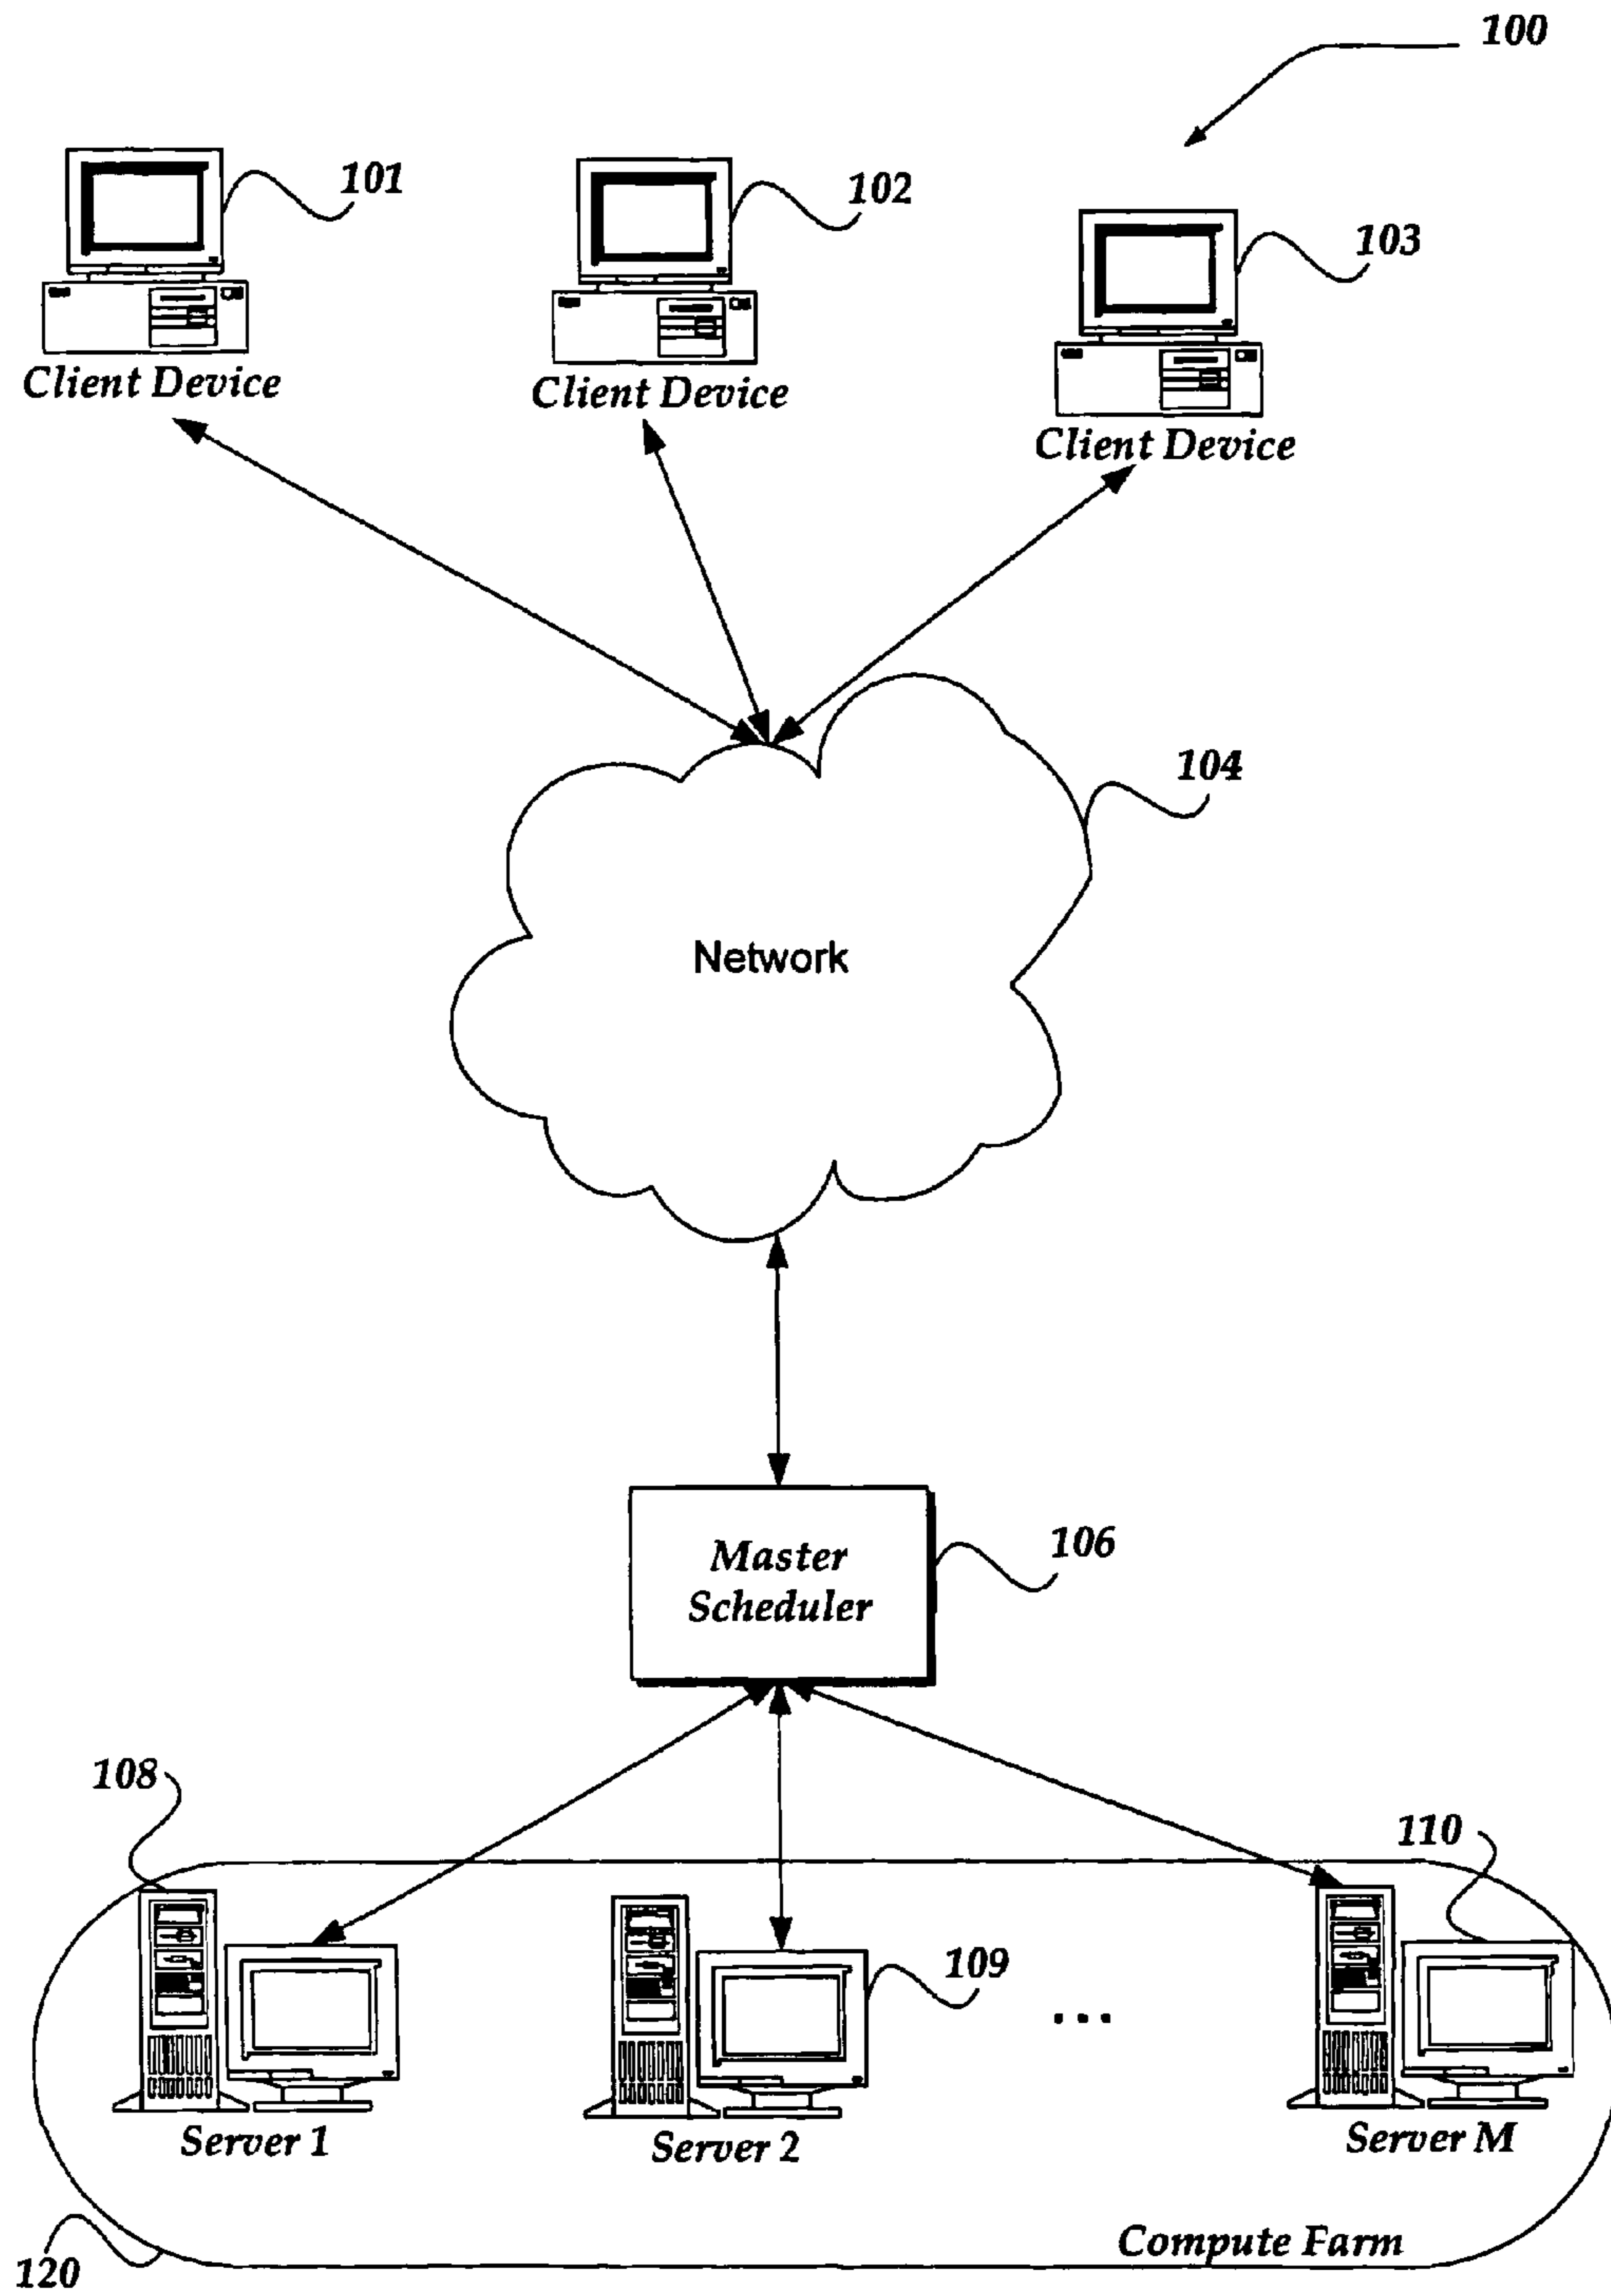 100
101
102
103
Client Device
Client Device
Client Device
104
Network
Master
Scheduler
106
108
110
109
...
Server 1
Server 2
Server M
Compute Farm
120